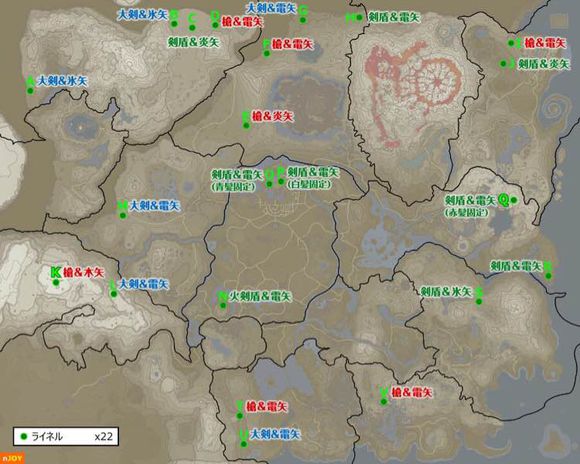 大剣&氷矢 B
C
剣盾&炎矢
D 槍&電矢
大剣&電矢 G
H 剣盾&電矢
F 槍&電矢
槍&電矢
J 剣盾&炎矢
A 大剣&氷矢
E 槍&炎矢
剣盾&電矢 O
(青髪固定)
P 剣盾&電矢
(白髪固定)
M 大剣&電矢
剣盾&電矢 Q
(赤髪固定)
K 槍&木矢
L 大剣&電矢
N 火剣盾&電矢
剣盾&電矢
剣盾&氷矢
槍&電矢
槍&電矢
U 大剣&電矢
ライネル x22
nJOY